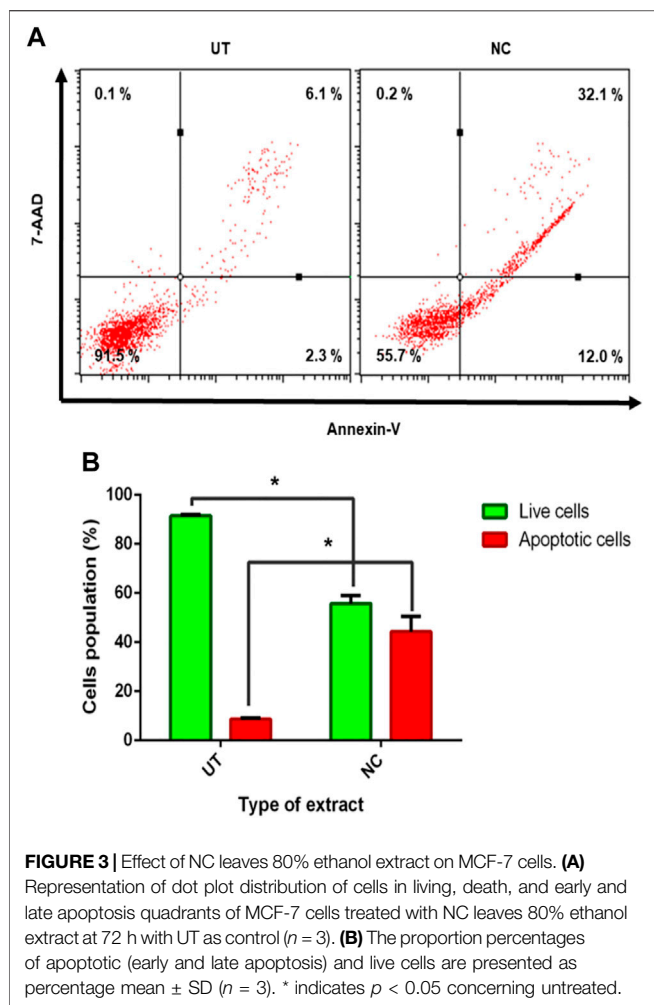 A
UT
NC
0.1 %
6.1 %
0.2 %
32.1 %
7-AAD
91.5 %
2.3 %
55.7 %
12.0 %
Annexin-V
B
100
80
60
40
20
0
Cells population (%)
*
*
Live cells
Apoptotic cells
UT
NC
Type of extract
FIGURE 3 | Effect of NC leaves 80% ethanol extract on MCF-7 cells. (A)
Representation of dot plot distribution of cells in living, death, and early and
late apoptosis quadrants of MCF-7 cells treated with NC leaves 80% ethanol
extract at 72 h with UT as control (n = 3). (B) The proportion percentages
of apoptotic (early and late apoptosis) and live cells are presented as
percentage mean ± SD (n = 3). * indicates p < 0.05 concerning untreated.